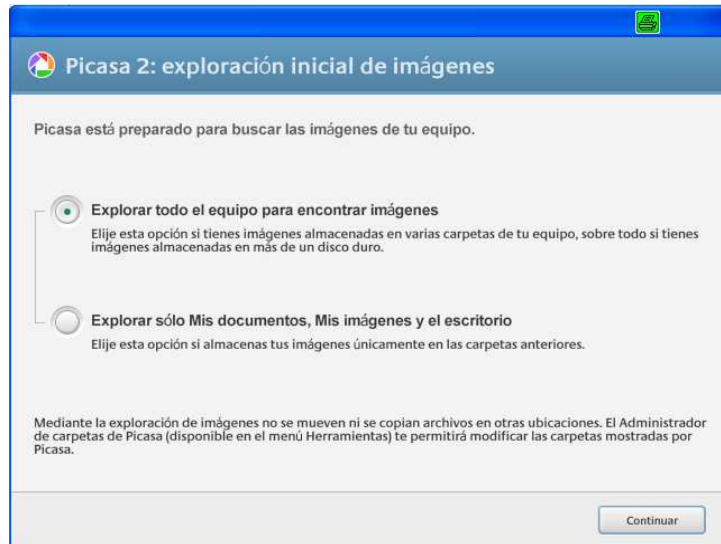 Picasa 2: exploración inicial de imágenes
Picasa está preparado para buscar las imágenes de tu equipo.
Explorar todo el equipo para encontrar imágenes
Elije esta opción si tienes imágenes almacenadas en varias carpetas de tu equipo, sobre todo si tienes
imágenes almacenadas en más de un disco duro.
Explorar sólo Mis documentos, Mis imágenes y el escritorio
Elije esta opción si almacenas tus imágenes únicamente en las carpetas anteriores.
Mediante la exploración de imágenes no se mueven ni se copian archivos en otras ubicaciones. El Administrador
de carpetas de Picasa (disponible en el menú Herramientas) te permitirá modificar las carpetas mostradas por
Picasa.
Continuar